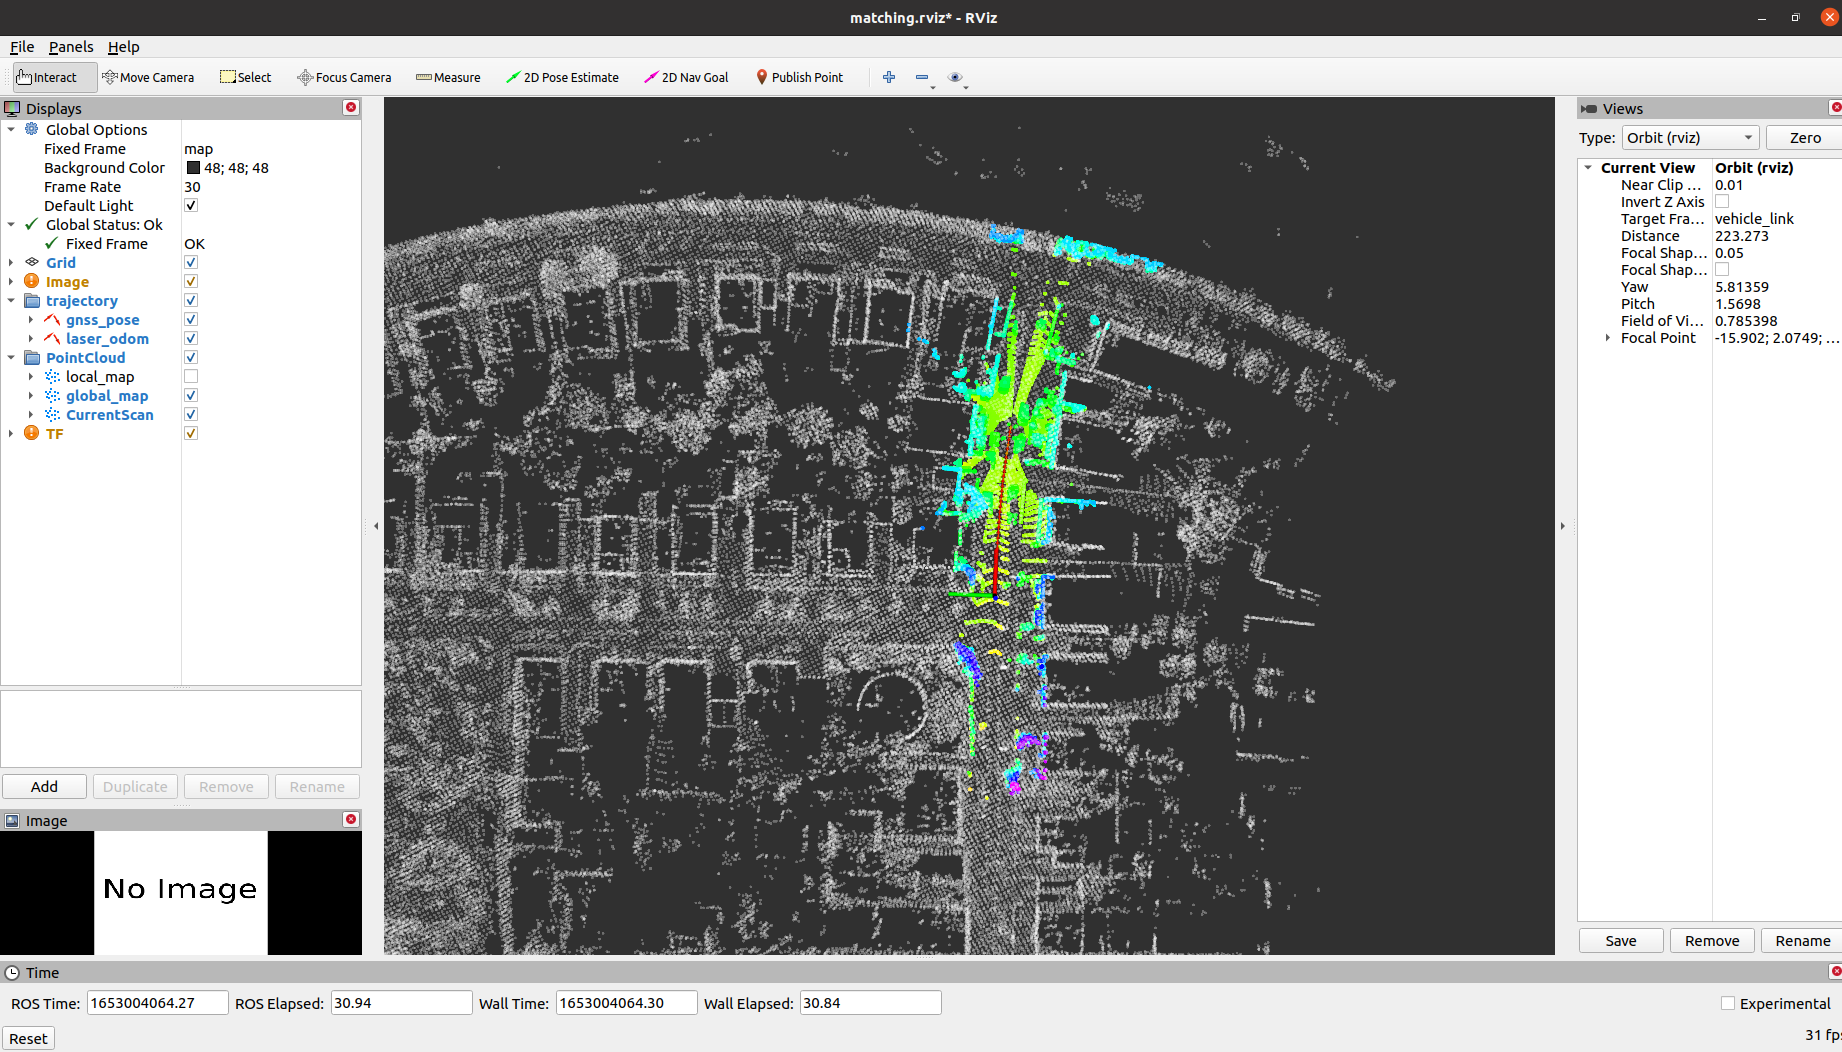 matching.rviz* - RViz
File Panels Help
Interact Move Camera Select Focus Camera Measure 2D Pose Estimate 2D Nav Goal Publish Point
Displays
Global Options
Fixed Frame map
Background Color 48; 48; 48
Frame Rate 30
Default Light
Global Status: Ok
Fixed Frame OK
Grid
Image
trajectory
gnss_pose
laser_odom
PointCloud
local_map
global_map
CurrentScan
TF
Add Duplicate Remove Rename
Image
No Image
Views
Type: Orbit (rviz) Zero
Current View Orbit (rviz)
Near Clip ... 0.01
Invert Z Axis
Target Fra... vehicle_link
Distance 223.273
Focal Shap... 0.05
Focal Shap...
Yaw 5.81359
Pitch 1.5698
Field of Vi... 0.785398
Focal Point -15.902; 2.0749; ...
Save Remove Rename
Time
ROS Time: 1653004064.27 ROS Elapsed: 30.94 Wall Time: 1653004064.30 Wall Elapsed: 30.84 Experimental
Reset 31 fps